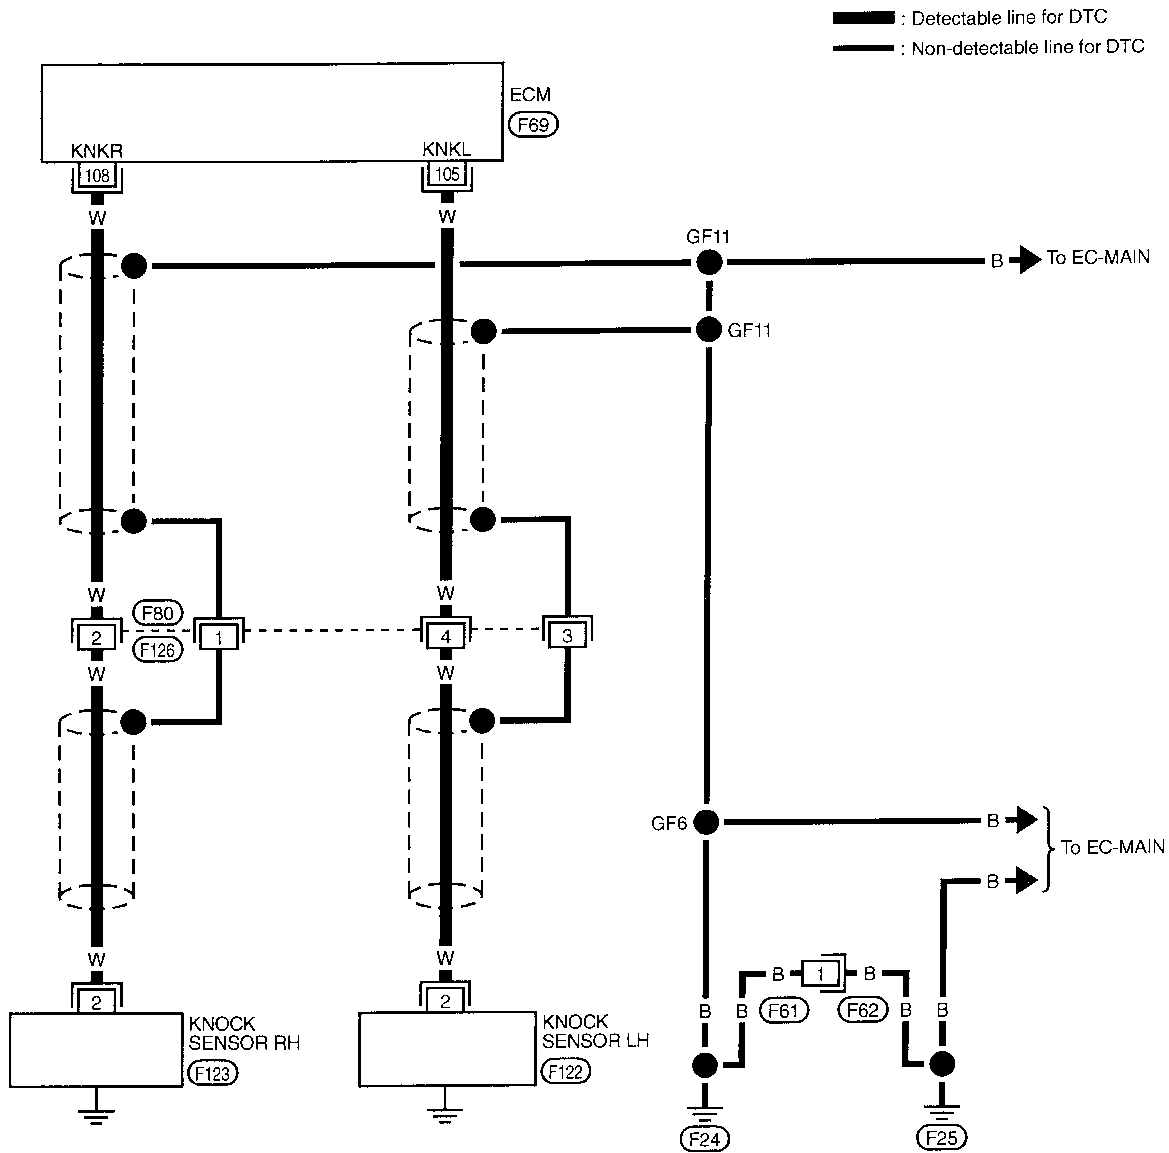 : Detectable line for DTC
: Non-detectable line for DTC
ECM
F69
KNKR
KNKL
108
105
W
W
GF11
B
To EC-MAIN
GF11
W
W
F80
2
1
4
3
F126
W
W
GF6
B
To EC-MAIN
B
W
W
B
1
B
2
2
F61
F62
B
B
B
B
KNOCK
SENSOR RH
F123
KNOCK
SENSOR LH
F122
F24
F25